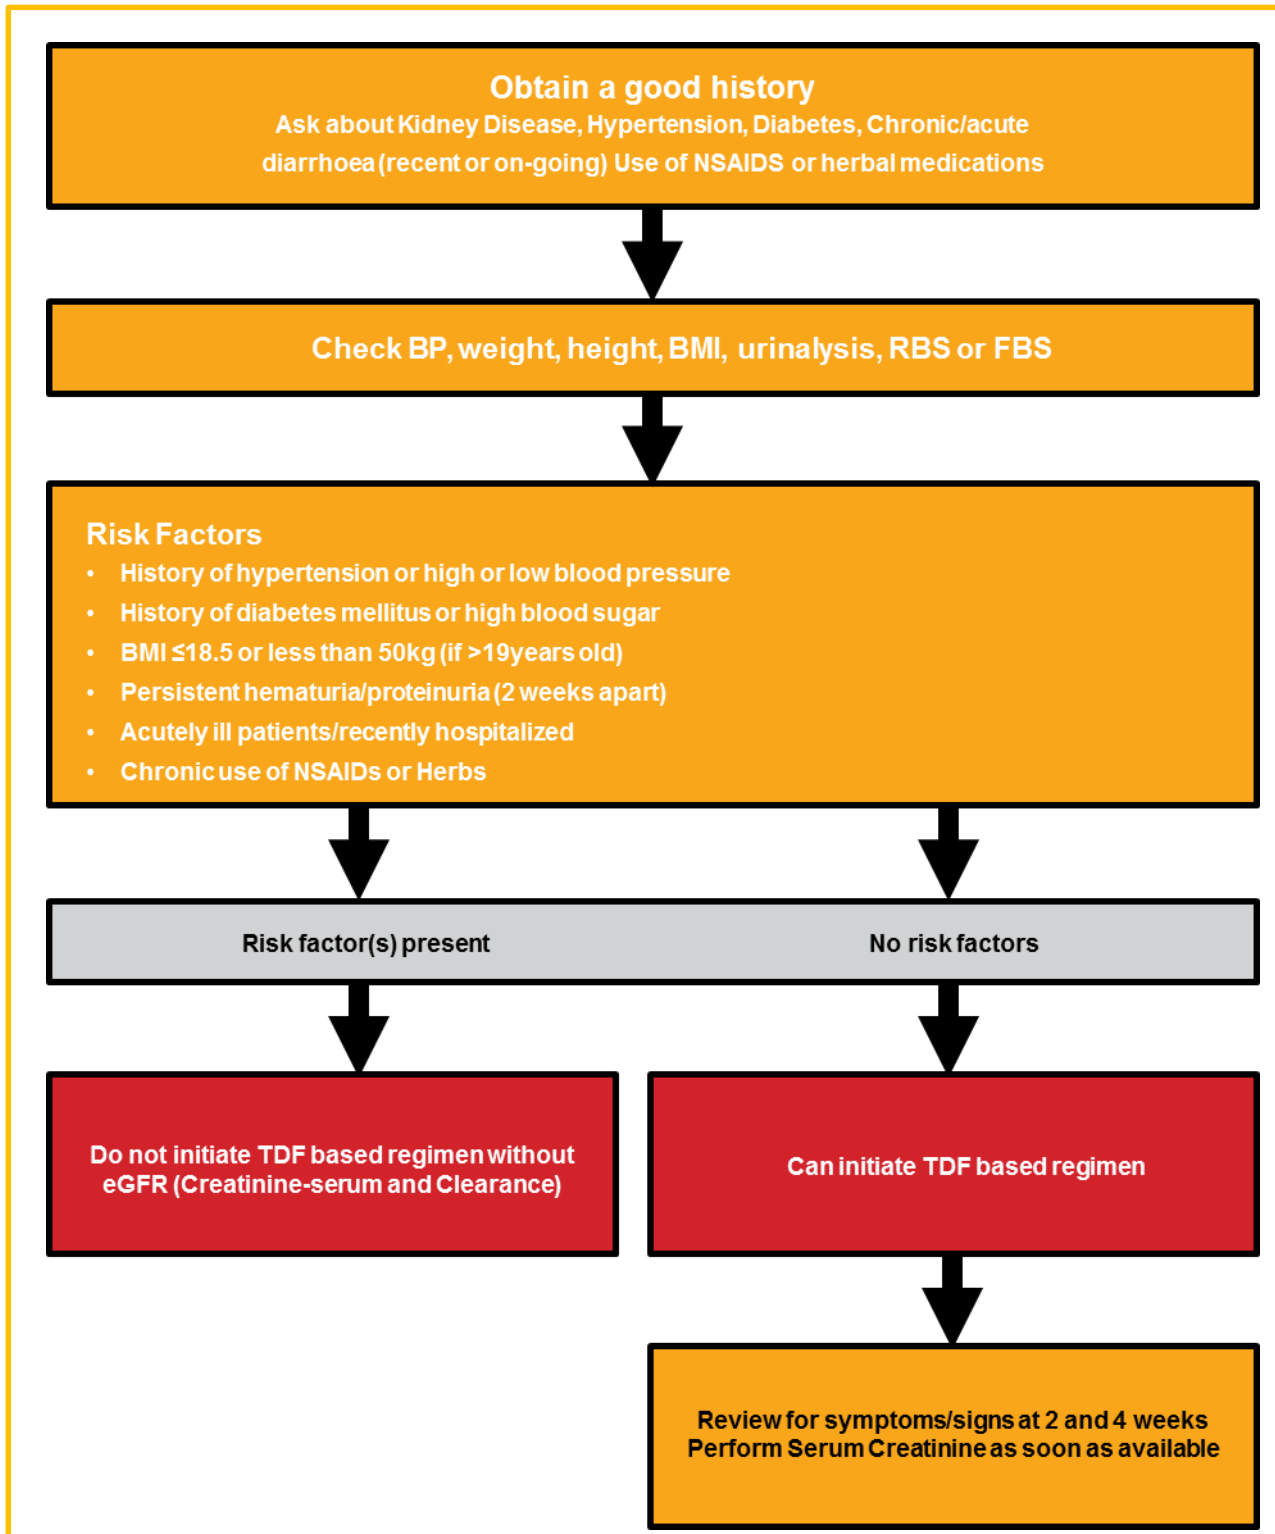 Obtain a good history
Ask about Kidney Disease, Hypertension, Diabetes, Chronic/acute
diarrhoea (recent or on-going) Use of NSAIDS or herbal medications
Check BP, weight, height, BMI, urinalysis, RBS or FBS
Risk Factors
• History of hypertension or high or low blood pressure
• History of diabetes mellitus or high blood sugar
• BMI ≤18.5 or less than 50kg (if >19years old)
• Persistent hematuria/proteinuria (2 weeks apart)
• Acutely ill patients/recently hospitalized
• Chronic use of NSAIDs or Herbs
Risk factor(s) present
No risk factors
Do not initiate TDF based regimen without
eGFR (Creatinine-serum and Clearance)
Can initiate TDF based regimen
Review for symptoms/signs at 2 and 4 weeks
Perform Serum Creatinine as soon as available